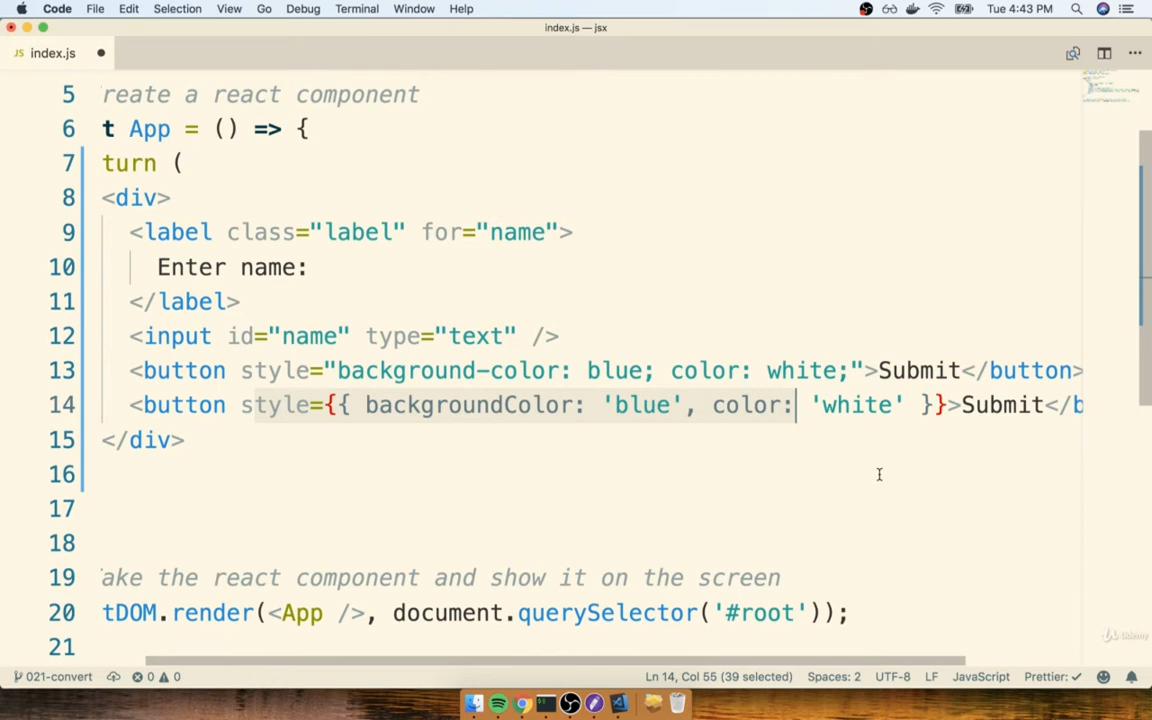 Code File Edit Selection View Go Debug Terminal Window Help Tue 4:43 PM
index.js — jsx
JS index.js
5 reate a react component
6 t App = () => {
7 turn (
8 <div>
9 <label class="label" for="name">
10 Enter name:
11 </label>
12 <input id="name" type="text" />
13 <button style="background-color: blue; color: white;">Submit</button>
14 <button style={{ backgroundColor: 'blue', color: 'white' }}>Submit</b
15 </div>
16
17
18
19 ake the react component and show it on the screen
20 tDOM.render(<App />, document.querySelector('#root'));
21
Udemy
021-convert 0 0 Ln 14, Col 55 (39 selected) Spaces: 2 UTF-8 LF JavaScript Prettier: ✓